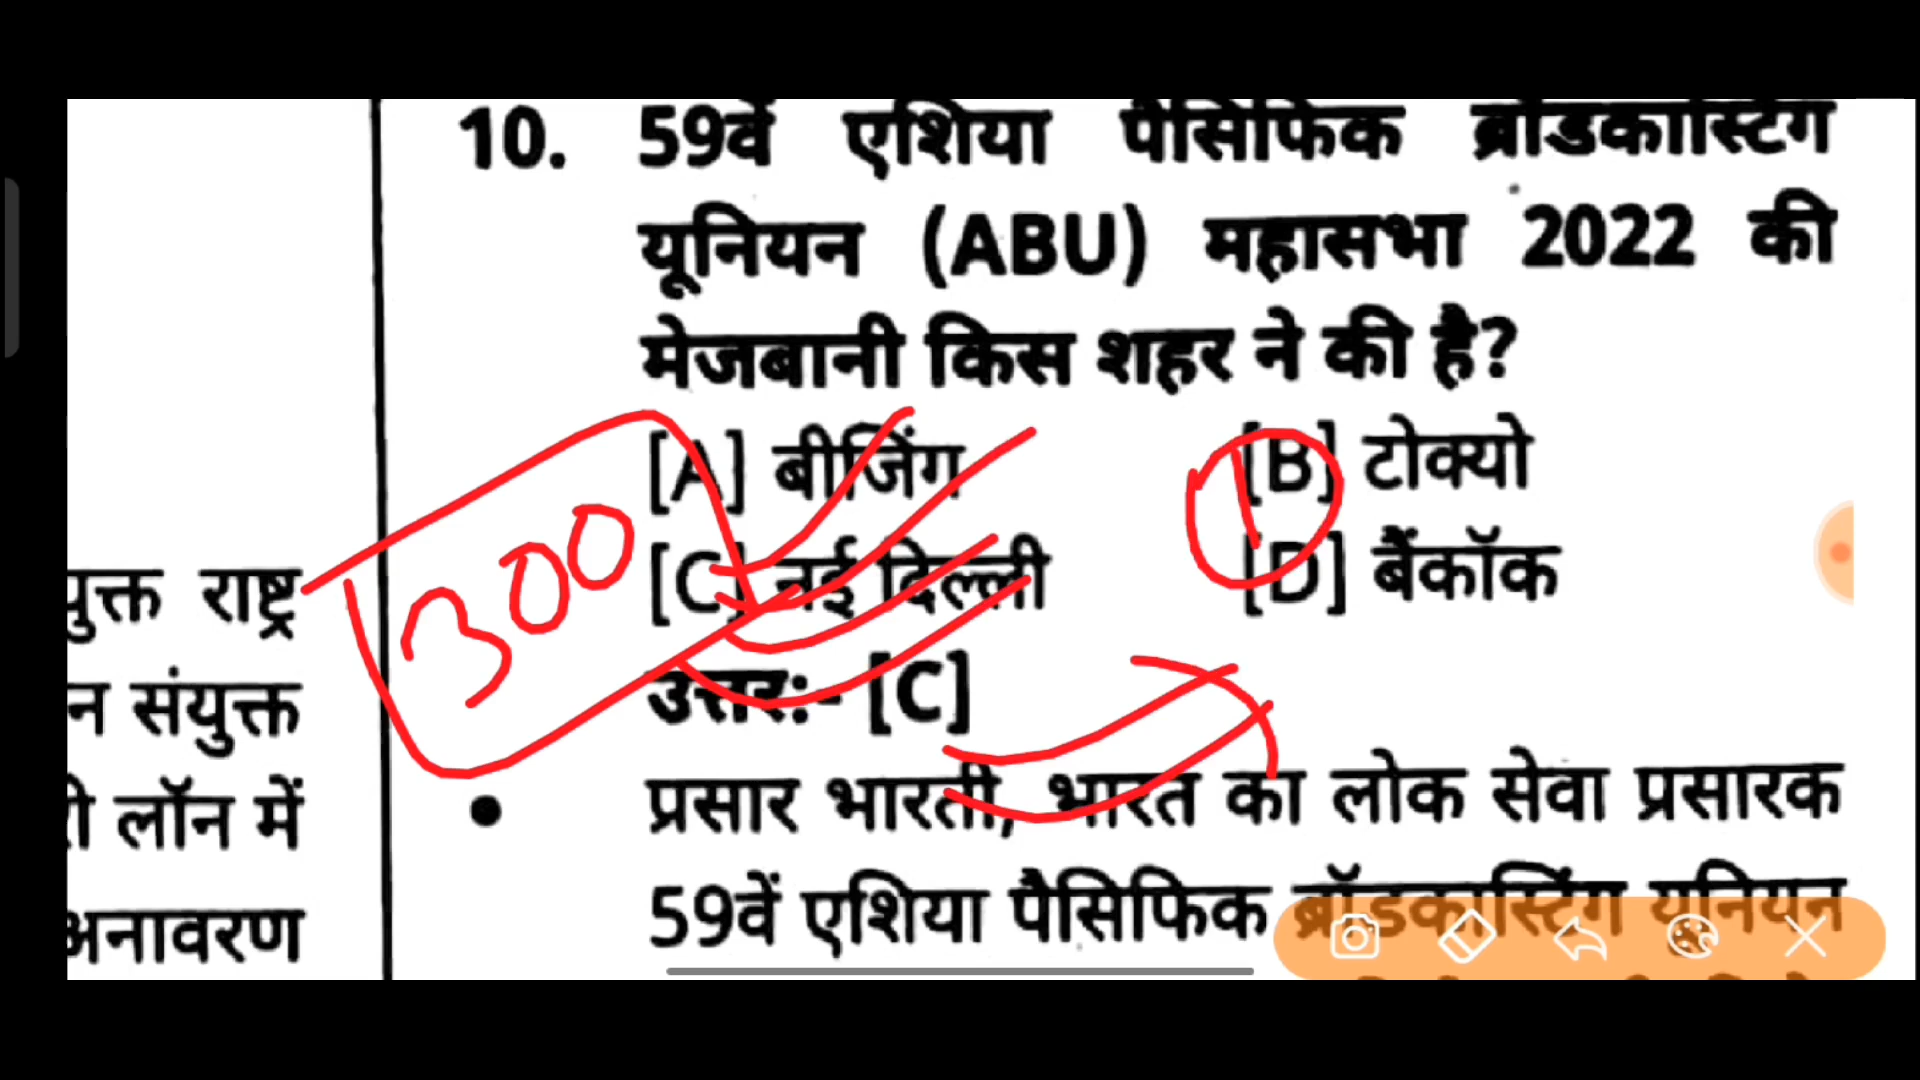 10. 59वें एशिया पैसिफिक ब्रॉडकास्टिंग
यूनियन (ABU) महासभा 2022 की
मेजबानी किस शहर ने की है?
[A] बीजिंग [B] टोक्यो
[C] नई दिल्ली [D] बैंकॉक
300
1
उत्तर:- [C]
• प्रसार भारती, भारत का लोक सेवा प्रसारक
59वें एशिया पैसिफिक ब्रॉडकास्टिंग यूनियन
राष्ट्र
न संयुक्त
लॉन में
अनावरण